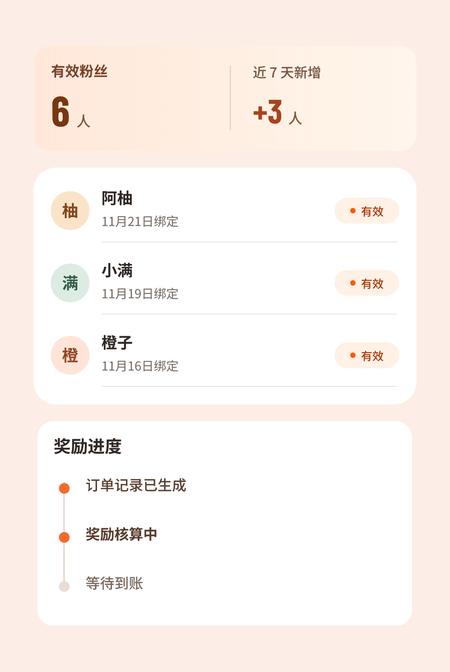 有效粉丝
6 人
近 7 天新增
+3 人
柚
阿柚
11月21日绑定
有效
满
小满
11月19日绑定
有效
橙
橙子
11月16日绑定
有效
奖励进度
订单记录已生成
奖励核算中
等待到账